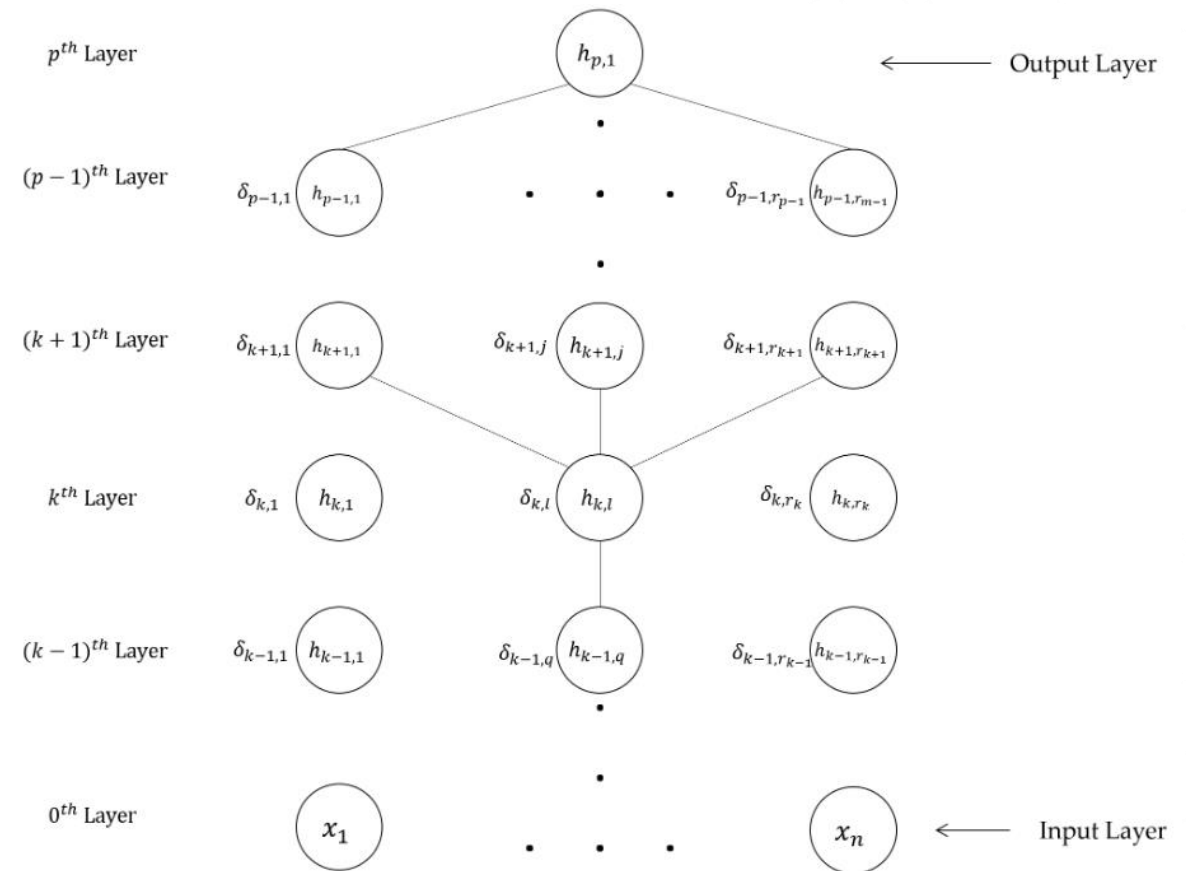 pᵗʰ Layer h_{p,1} Output Layer
(p − 1)ᵗʰ Layer δ_{p−1,1} h_{p−1,1} δ_{p−1,r_{p−1}} h_{p−1,r_{m−1}}
(k + 1)ᵗʰ Layer δ_{k+1,1} h_{k+1,1} δ_{k+1,j} h_{k+1,j} δ_{k+1,r_{k+1}} h_{k+1,r_{k+1}}
kᵗʰ Layer δ_{k,1} h_{k,1} δ_{k,l} h_{k,l} δ_{k,r_k} h_{k,r_k}
(k − 1)ᵗʰ Layer δ_{k−1,1} h_{k−1,1} δ_{k−1,q} h_{k−1,q} δ_{k−1,r_{k−1}} h_{k−1,r_{k−1}}
0ᵗʰ Layer x_1 x_n Input Layer